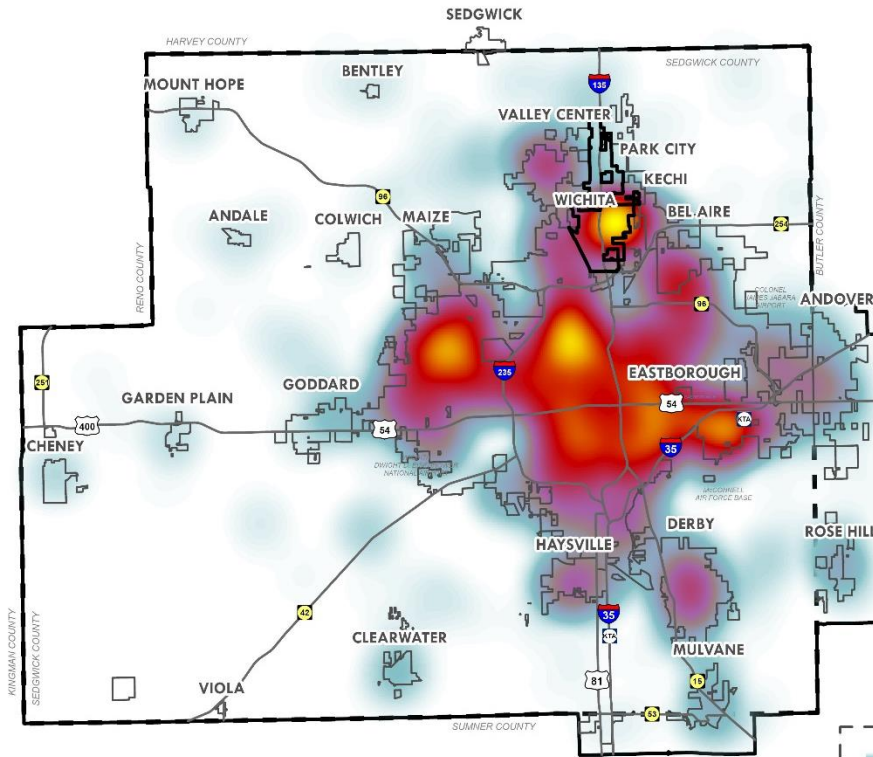 SEDGWICK
HARVEY COUNTY
SEDGWICK COUNTY
BENTLEY
MOUNT HOPE
135
VALLEY CENTER
PARK CITY
KECHI
96
WICHITA
ANDALE
COLWICH
MAIZE
BEL AIRE
254
BUTLER COUNTY
RENO COUNTY
COLONEL
JAMES JABARA
AIRPORT
96
ANDOVER
235
EASTBOROUGH
251
GARDEN PLAIN
GODDARD
54
400
54
KTA
CHENEY
35
NATIONAL
MCCONNELL
AIR FORCE BASE
DERBY
HAYSVILLE
ROSE HILL
42
35
KTA
KINGMAN COUNTY
SEDGWICK COUNTY
CLEARWATER
MULVANE
VIOLA
81
15
53
SUMNER COUNTY